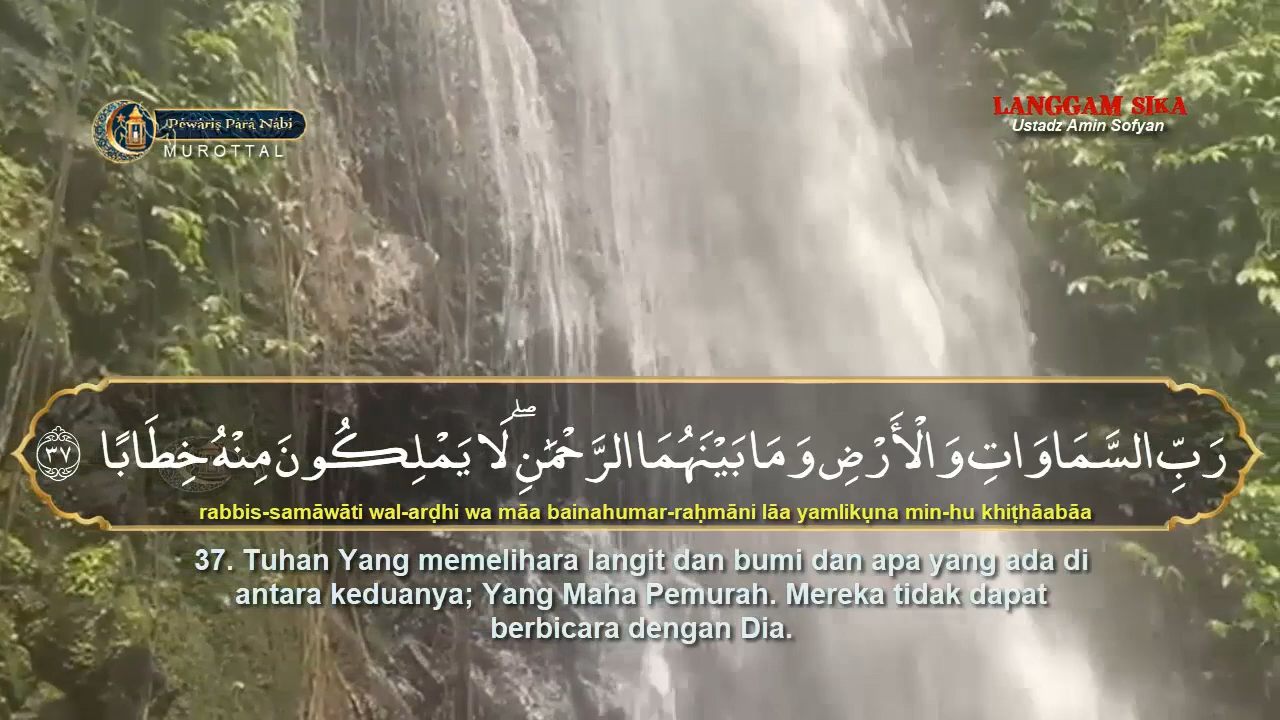 Pewaris Para Nabi
MUROTTAL
LANGGAM SIKA
Ustadz Amin Sofyan
رَبِّ السَّمَاوَاتِ وَالْأَرْضِ وَمَا بَيْنَهُمَا الرَّحْمَٰنِ ۖ لَا يَمْلِكُونَ مِنْهُ خِطَابًا ٣٧
rabbis-samāwāti wal-arḍhi wa māa bainahumar-raḥmāni lāa yamlikụna min-hu khiṭhāabāa
37. Tuhan Yang memelihara langit dan bumi dan apa yang ada di
antara keduanya; Yang Maha Pemurah. Mereka tidak dapat
berbicara dengan Dia.